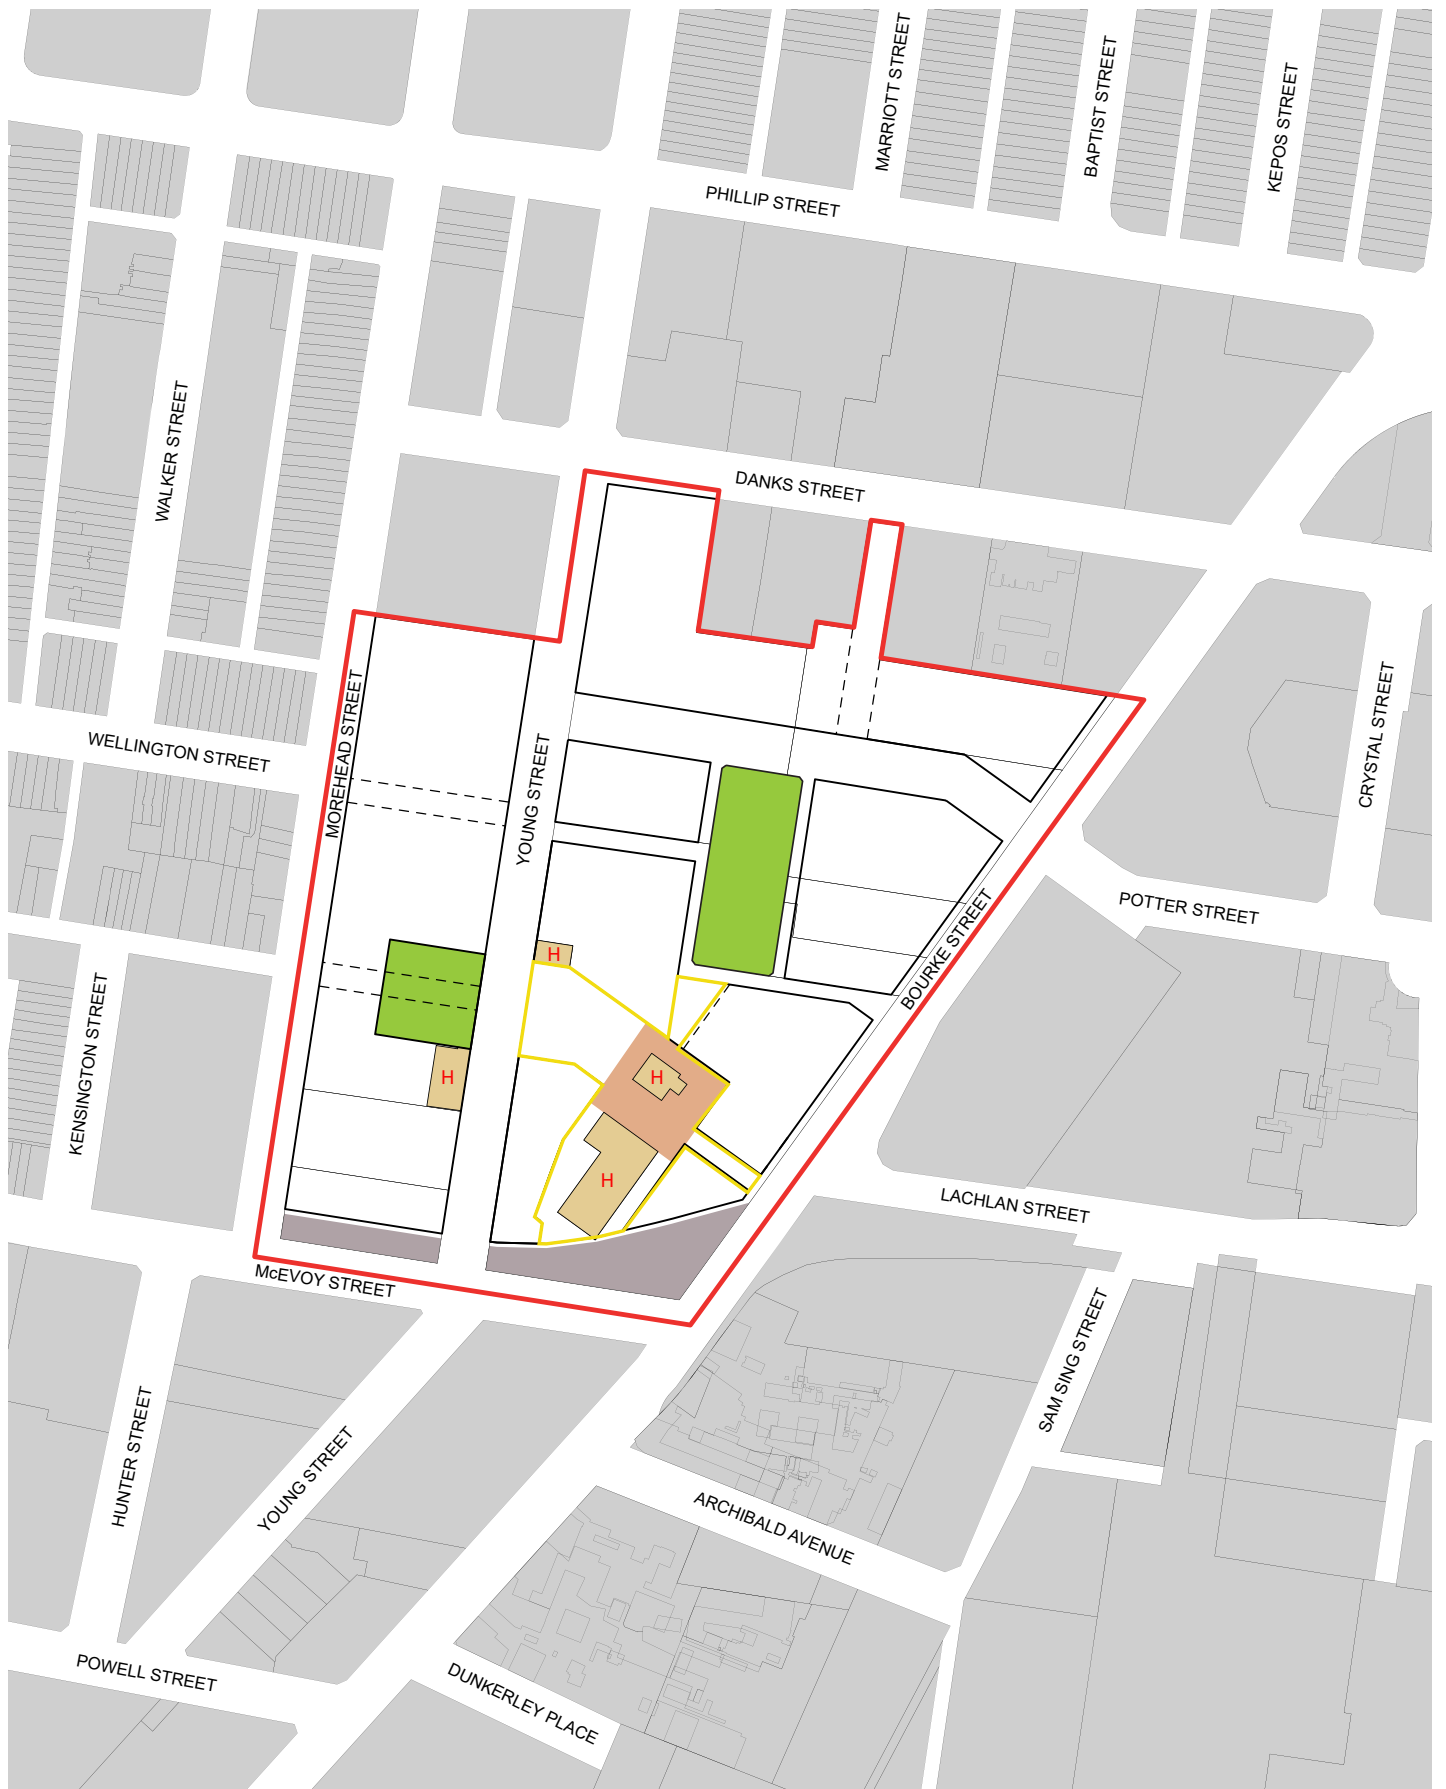 MARRIOTT STREET
BAPTIST STREET
KEPOS STREET
PHILLIP STREET
WALKER STREET
DANKS STREET
WELLINGTON STREET
MOREHEAD STREET
YOUNG STREET
CRYSTAL STREET
POTTER STREET
BOURKE STREET
H
KENSINGTON STREET
H
H
H
LACHLAN STREET
McEVOY STREET
SAM SING STREET
HUNTER STREET
YOUNG STREET
ARCHIBALD AVENUE
POWELL STREET
DUNKERLEY PLACE